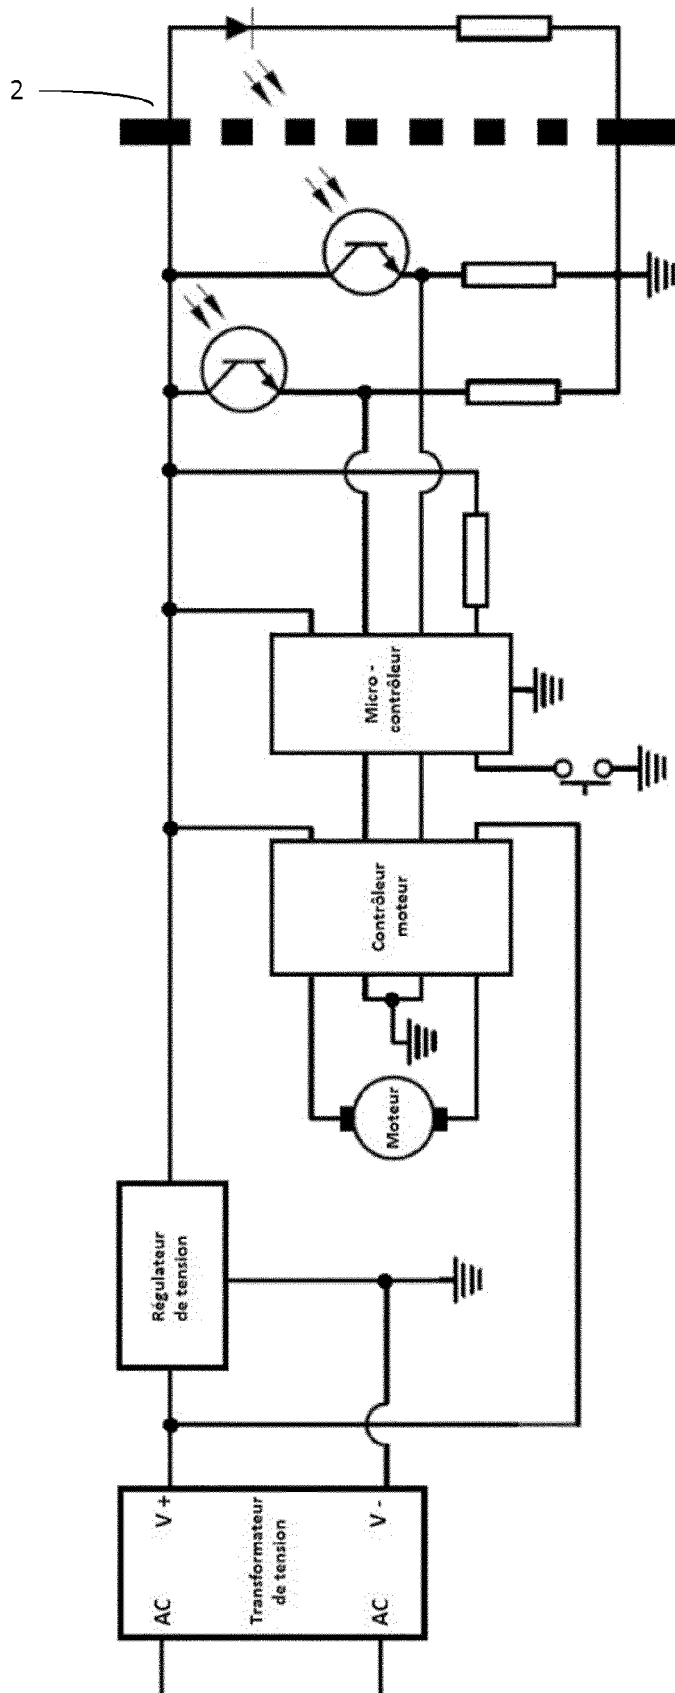 2
Micro -
contrôleur
Contrôleur
moteur
Moteur
Régulateur
de tension
V +
V -
Transformateur
de tension
AC
AC